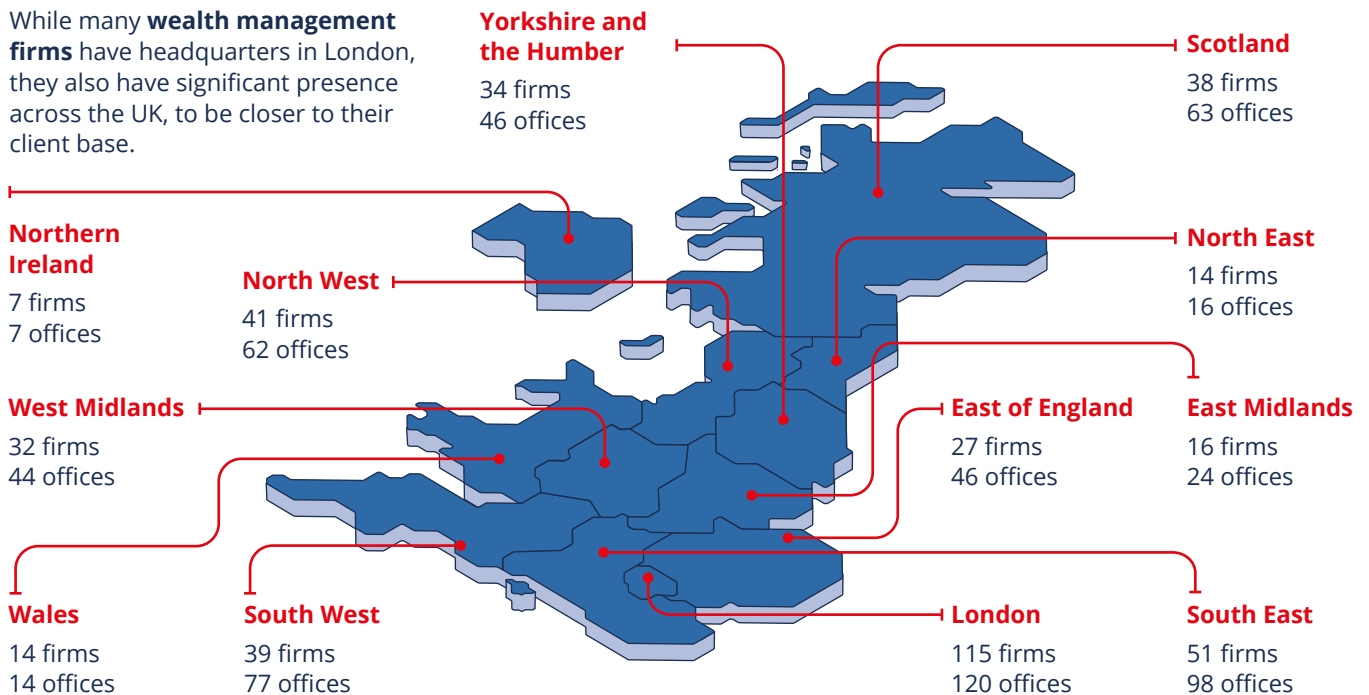 While many wealth management
firms have headquarters in London,
they also have significant presence
across the UK, to be closer to their
client base.
Yorkshire and
the Humber
34 firms
46 offices
Scotland
38 firms
63 offices
Northern
Ireland
7 firms
7 offices
North West
41 firms
62 offices
North East
14 firms
16 offices
West Midlands
32 firms
44 offices
East of England
27 firms
46 offices
East Midlands
16 firms
24 offices
Wales
14 firms
14 offices
South West
39 firms
77 offices
London
115 firms
120 offices
South East
51 firms
98 offices